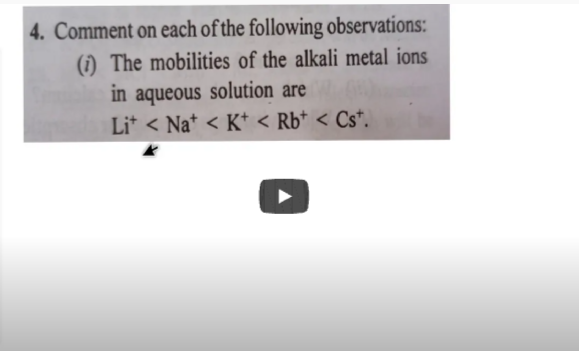 4. Comment on each of the following observations:
(i) The mobilities of the alkali metal ions
in aqueous solution are
Li⁺ < Na⁺ < K⁺ < Rb⁺ < Cs⁺.